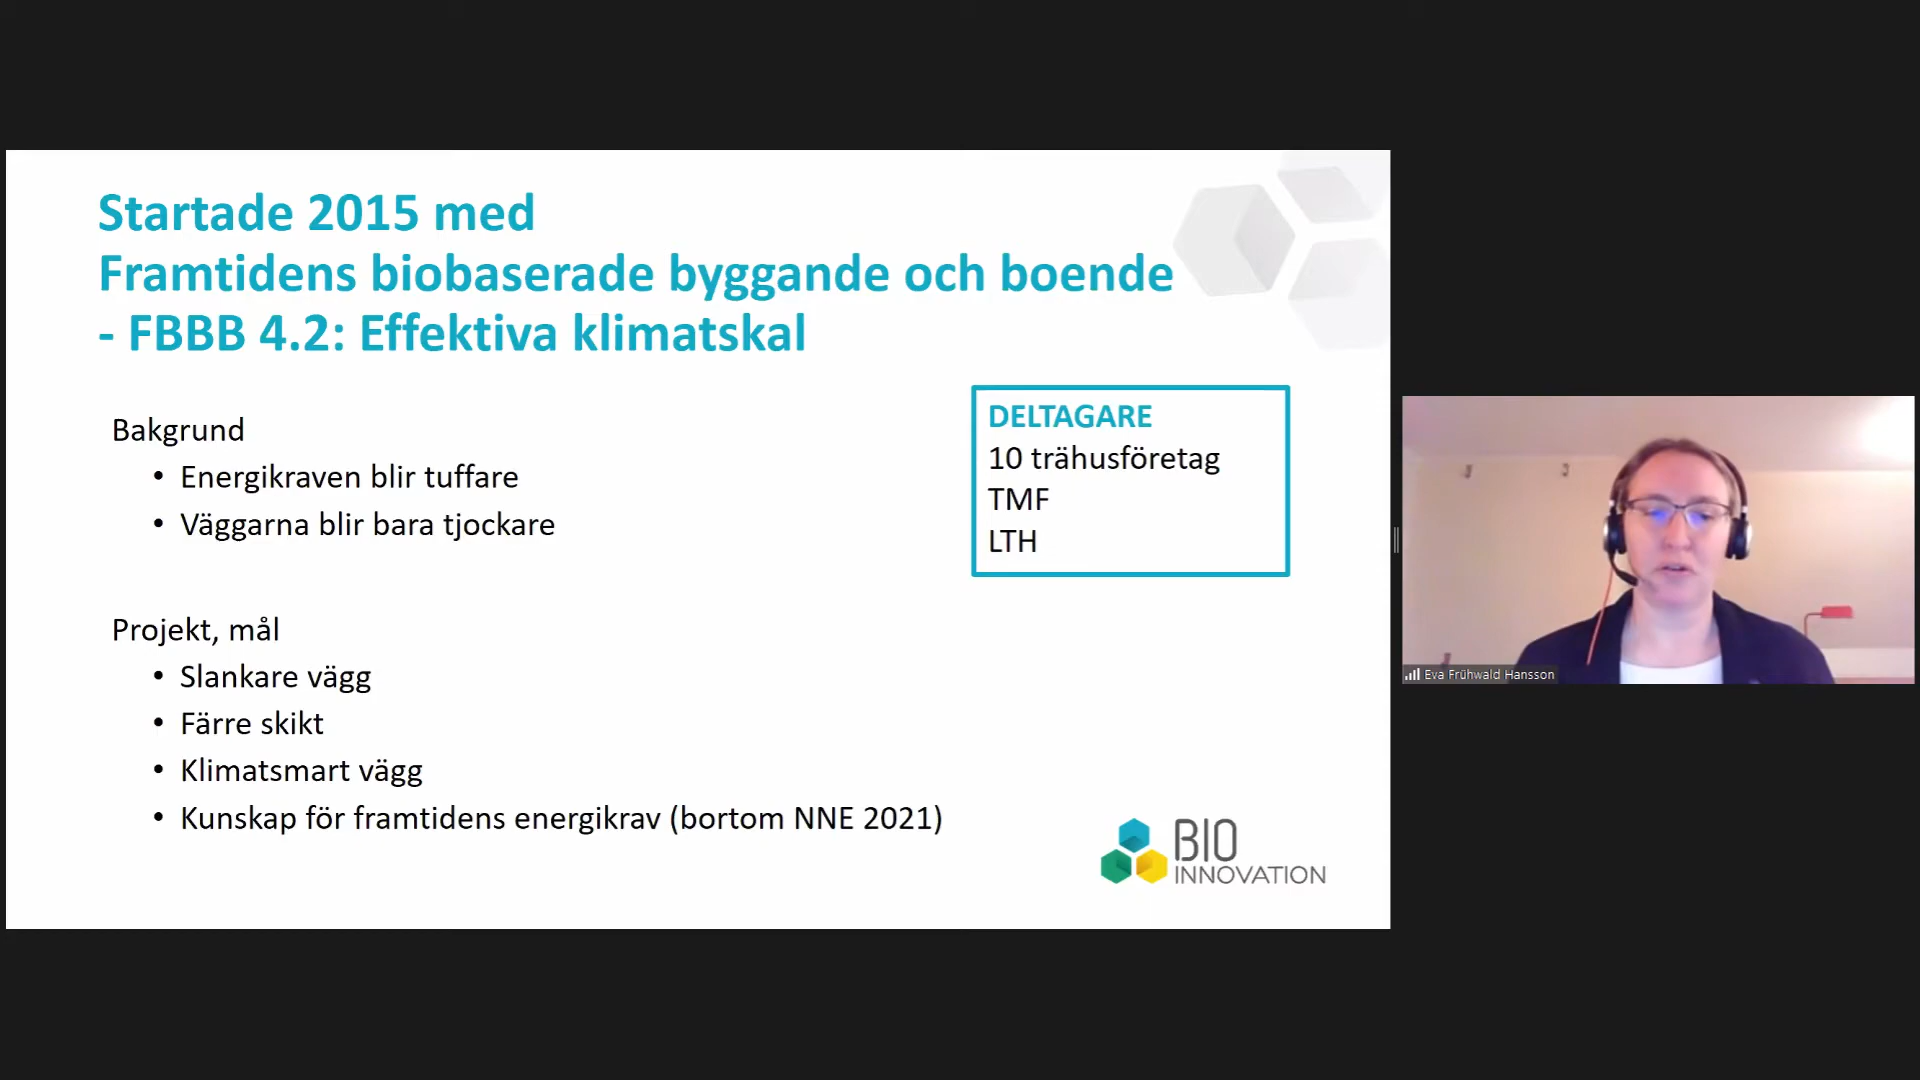 Startade 2015 med
Framtidens biobaserade byggande och boende
- FBBB 4.2: Effektiva klimatskal
Bakgrund
• Energikraven blir tuffare
• Väggarna blir bara tjockare
Projekt, mål
• Slankare vägg
• Färre skikt
• Klimatsmart vägg
• Kunskap för framtidens energikrav (bortom NNE 2021)
DELTAGARE
10 trähusföretag
TMF
LTH
BIO
INNOVATION
Eva Frühwald Hansson